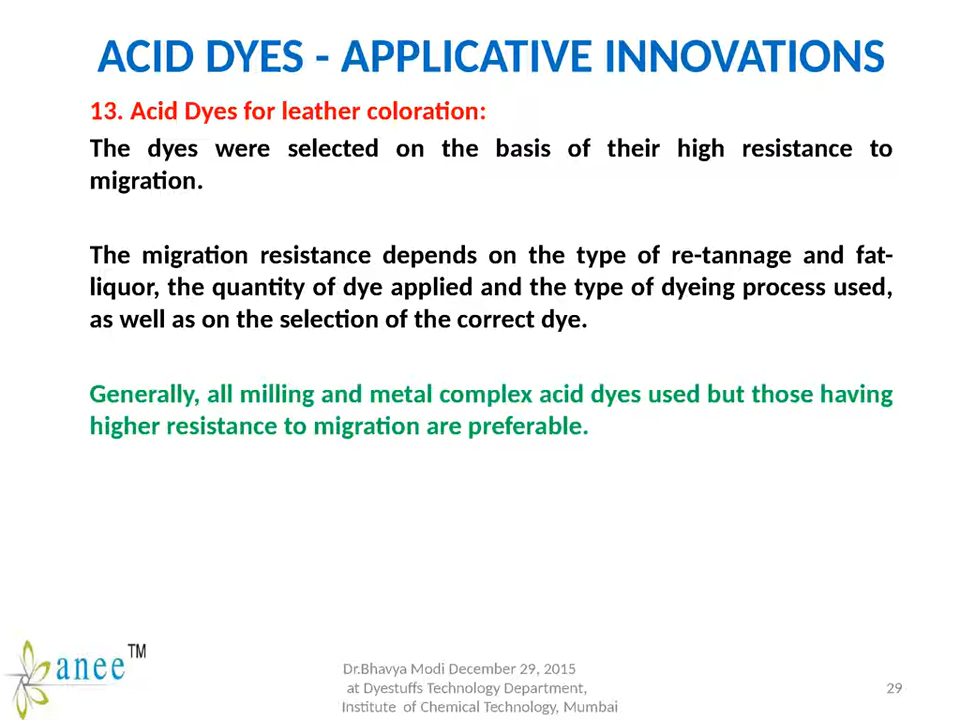 ACID DYES - APPLICATIVE INNOVATIONS
13. Acid Dyes for leather coloration:
The dyes were selected on the basis of their high resistance to
migration.
The migration resistance depends on the type of re-tannage and fat-
liquor, the quantity of dye applied and the type of dyeing process used,
as well as on the selection of the correct dye.
Generally, all milling and metal complex acid dyes used but those having
higher resistance to migration are preferable.
anee TM
Dr.Bhavya Modi December 29, 2015
at Dyestuffs Technology Department,
Institute of Chemical Technology, Mumbai
29